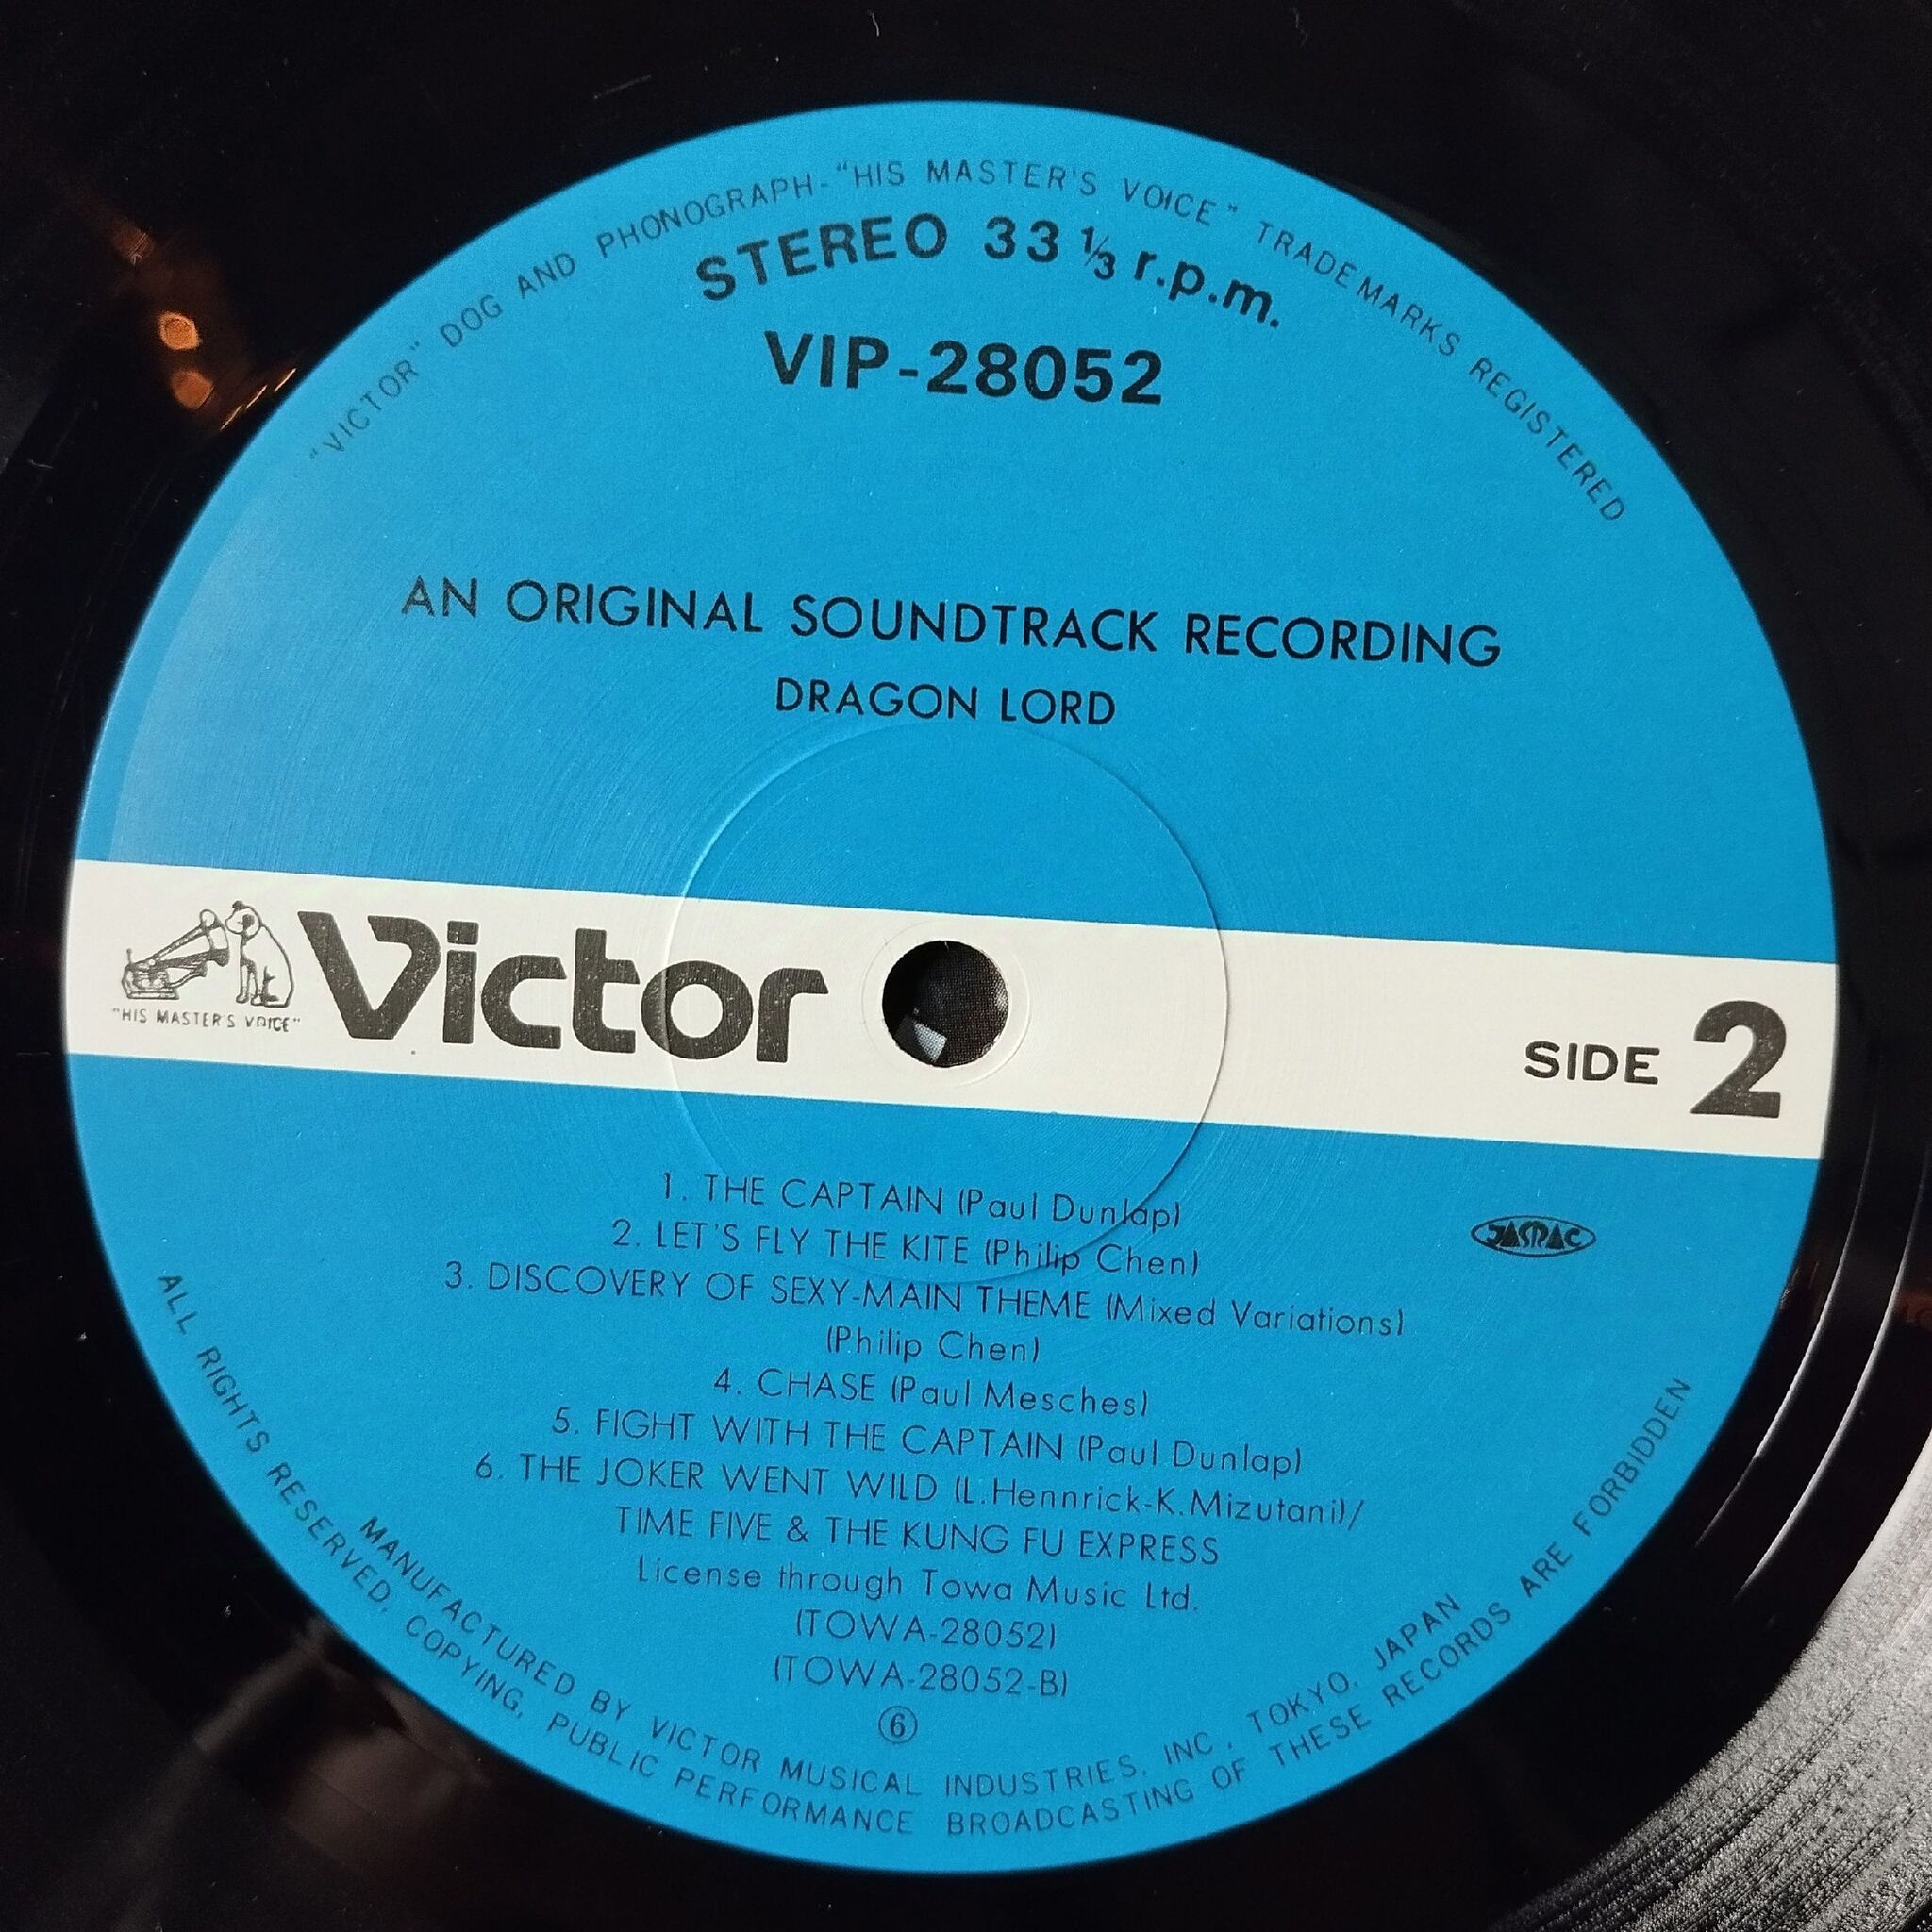 "VICTOR" DOG AND PHONOGRAPH-"HIS MASTER'S VOICE" TRADEMARKS REGISTERED
STEREO 33 1/3 r.p.m.
VIP-28052
AN ORIGINAL SOUNDTRACK RECORDING
DRAGON LORD
"HIS MASTER'S VOICE"
Victor
SIDE 2
1. THE CAPTAIN (Paul Dunlap)
2. LET'S FLY THE KITE (Philip Chen)
3. DISCOVERY OF SEXY-MAIN THEME (Mixed Variations)
(Philip Chen)
4. CHASE (Paul Mesches)
5. FIGHT WITH THE CAPTAIN (Paul Dunlap)
6. THE JOKER WENT WILD (L.Hennrick-K.Mizutani)/
TIME FIVE & THE KUNG FU EXPRESS
License through Towa Music Ltd.
(TOWA-28052)
(TOWA-28052-B)
⑥
JASRAC
MANUFACTURED BY VICTOR MUSICAL INDUSTRIES, INC. TOKYO, JAPAN
ALL RIGHTS RESERVED, COPYING, PUBLIC PERFORMANCE BROADCASTING OF THESE RECORDS ARE FORBIDDEN